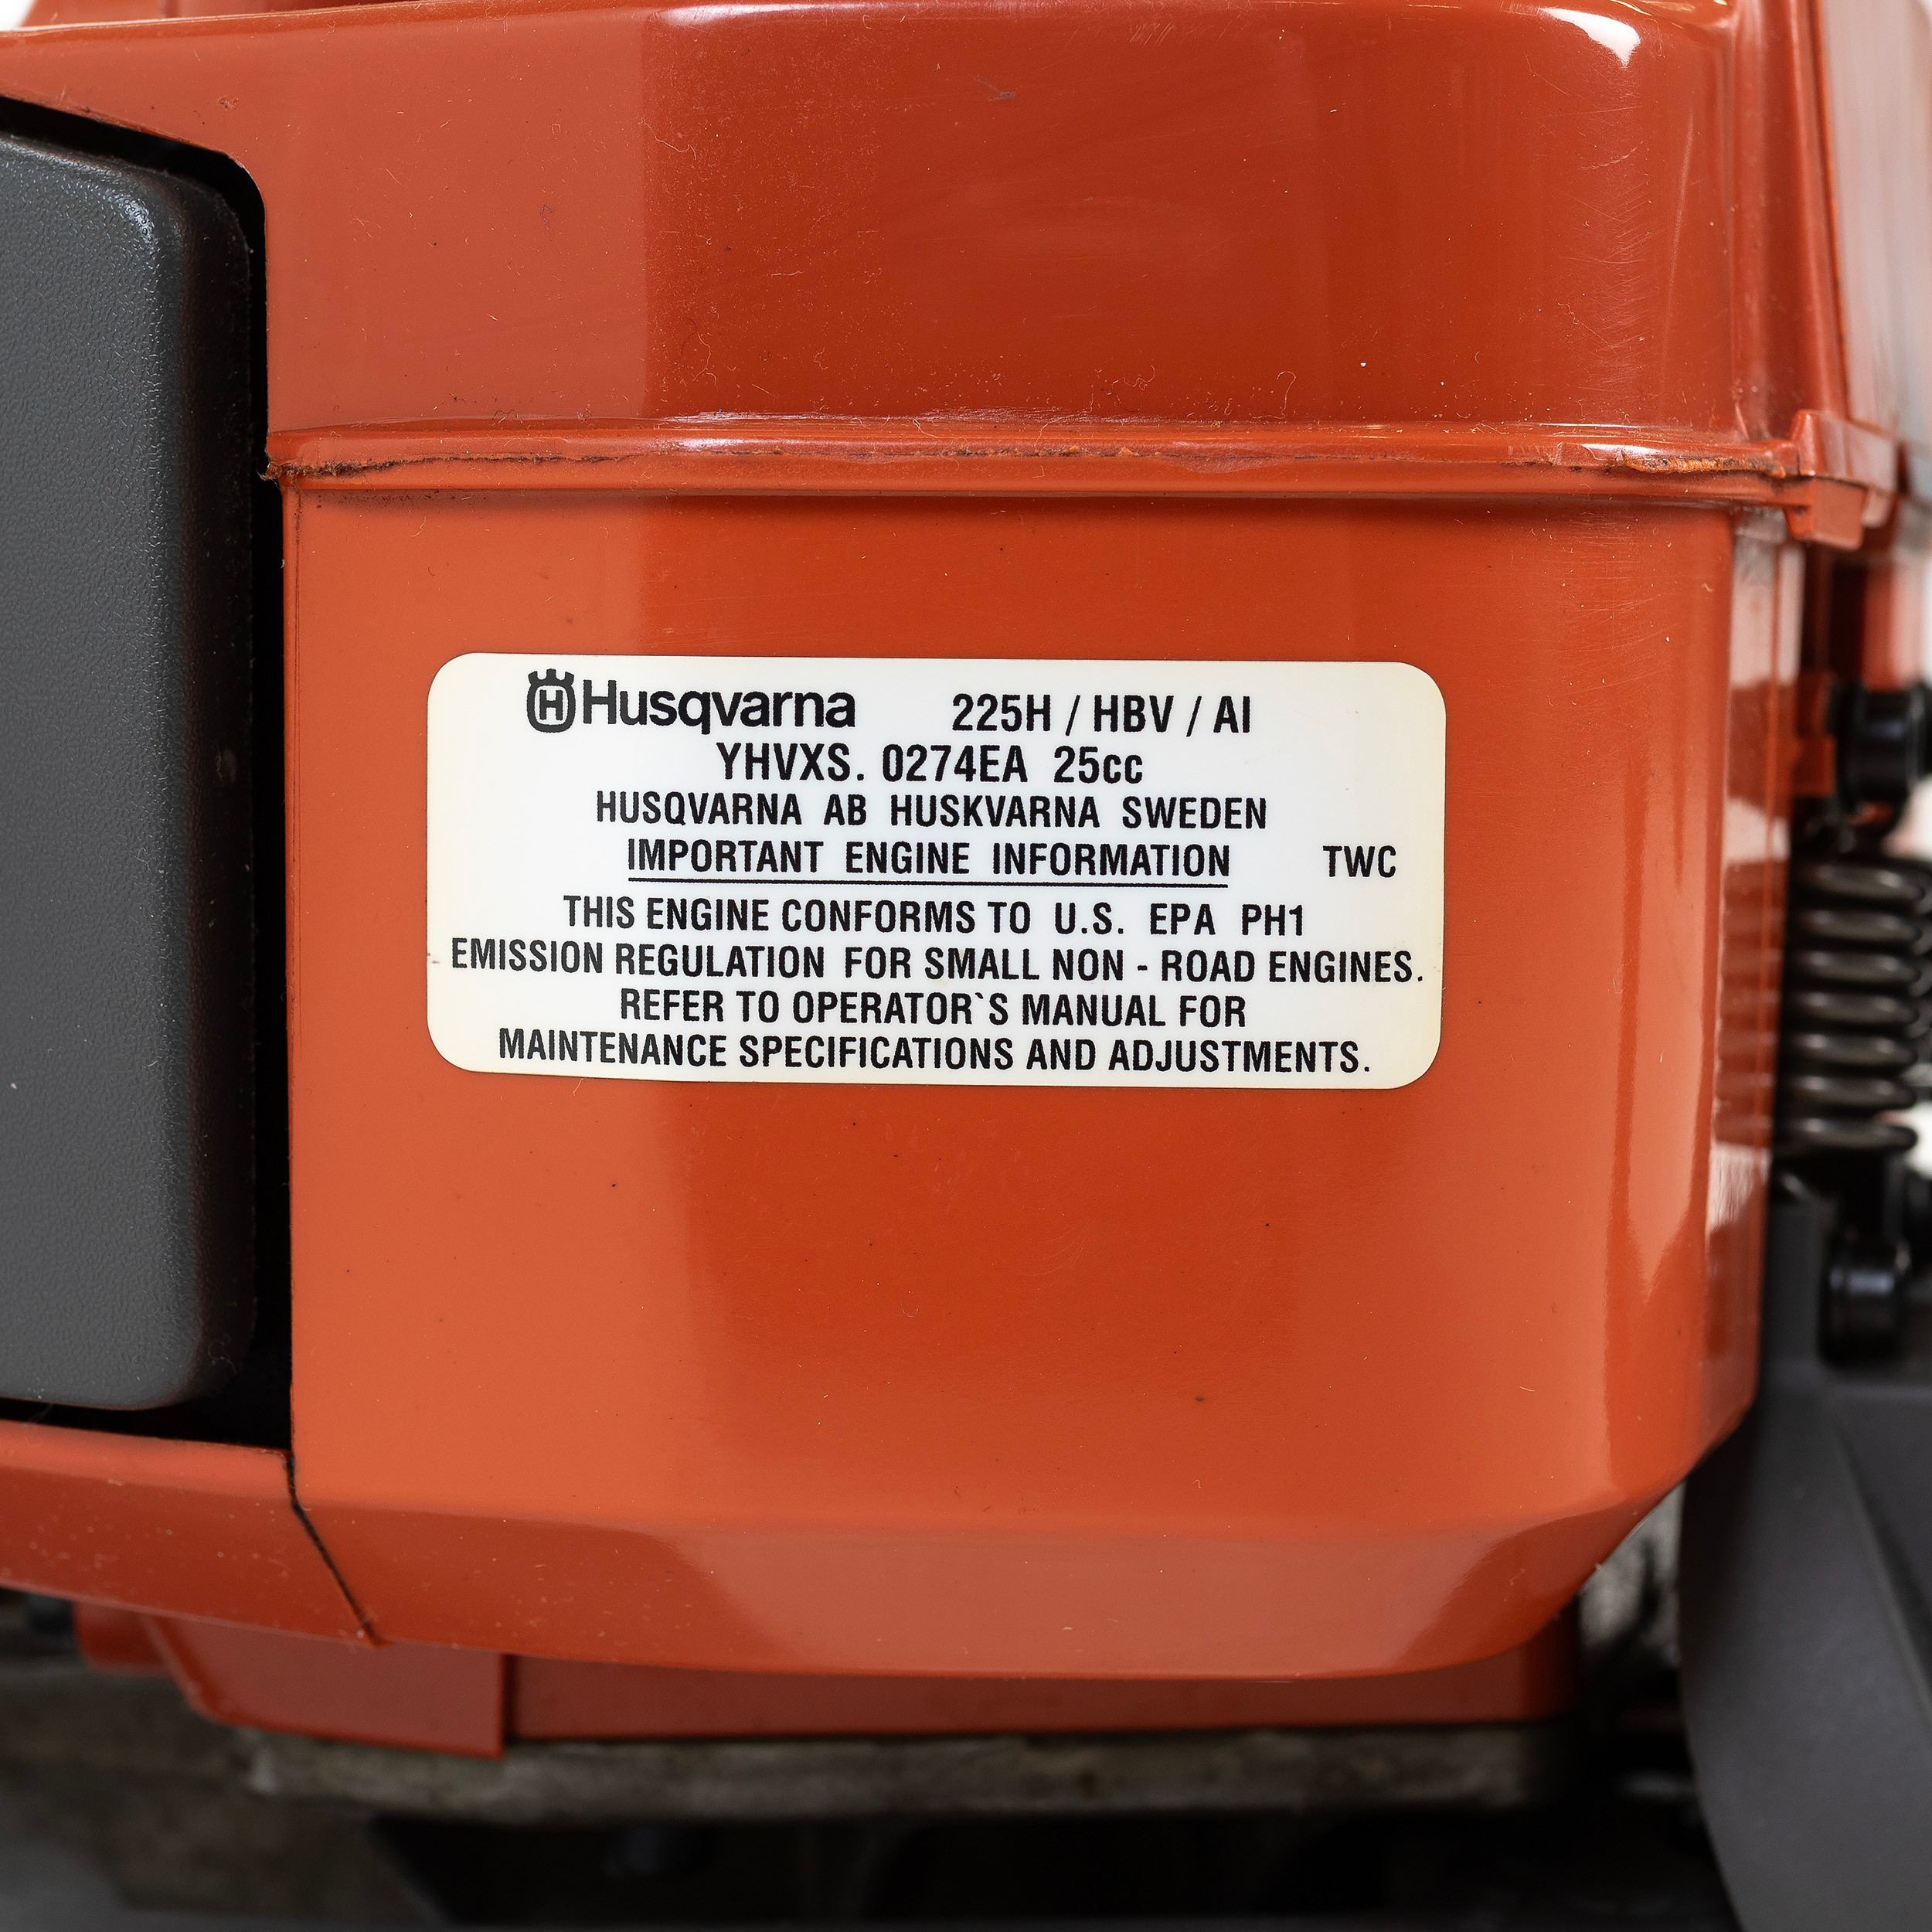 Husqvarna 225H / HBV / AI
YHVXS. 0274EA 25cc
HUSQVARNA AB HUSKVARNA SWEDEN
IMPORTANT ENGINE INFORMATION TWC
THIS ENGINE CONFORMS TO U.S. EPA PH1
EMISSION REGULATION FOR SMALL NON - ROAD ENGINES.
REFER TO OPERATOR`S MANUAL FOR
MAINTENANCE SPECIFICATIONS AND ADJUSTMENTS.